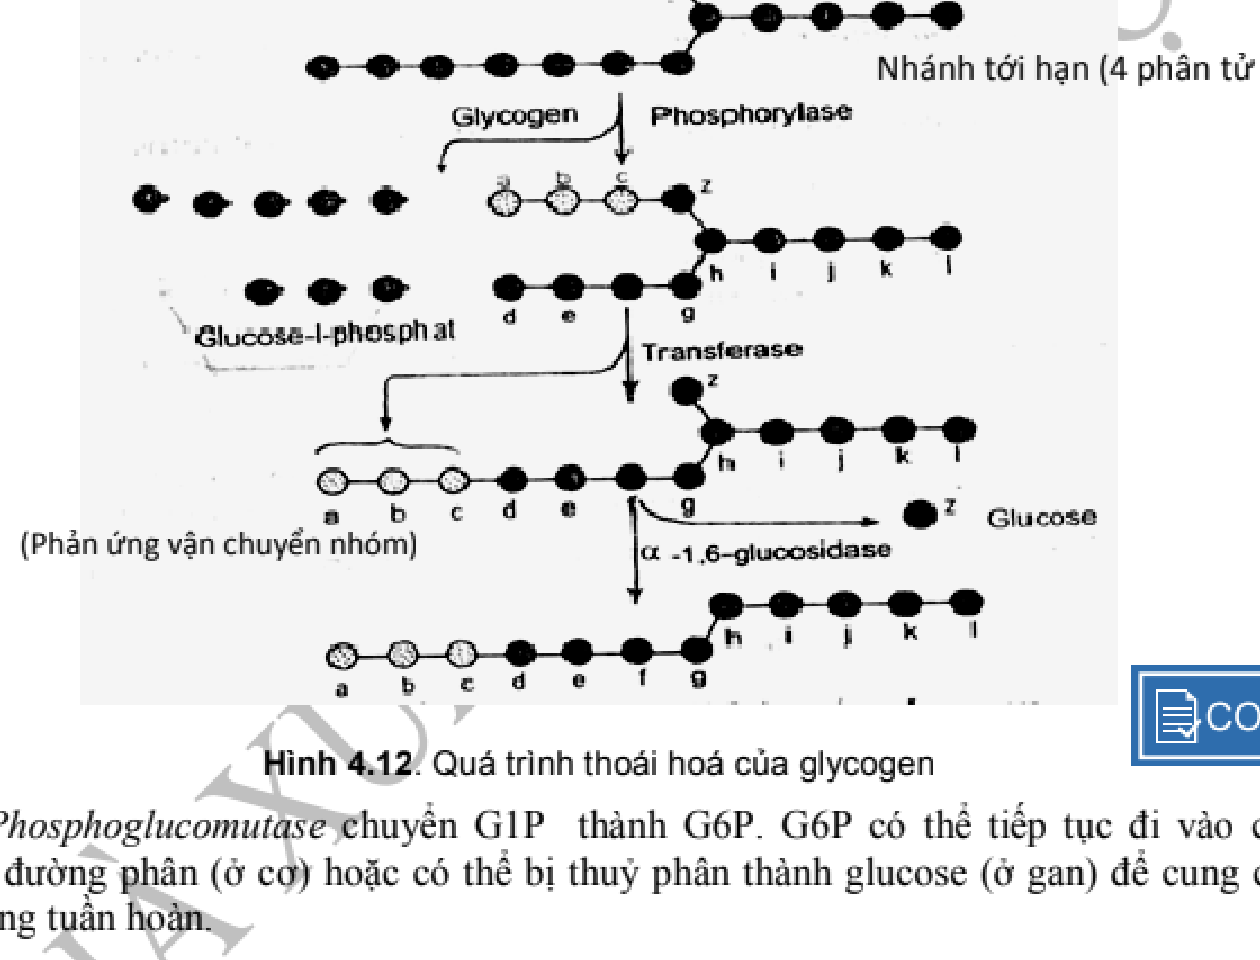 Nhánh tới hạn (4 phân tử
Glycogen Phosphorylase
a b c z
h i j k l
d e g
Glucose-l-phosphat
Transferase
z
h i j k l
a b c d e f g
z Glucose
(Phản ứng vận chuyển nhóm)
α -1,6-glucosidase
h i j k l
a b c d e f g
CO
Hình 4.12. Quá trình thoái hoá của glycogen
Phosphoglucomutase chuyển G1P thành G6P. G6P có thể tiếp tục đi vào
đường phân (ở cơ) hoặc có thể bị thuỷ phân thành glucose (ở gan) để cung
ng tuần hoàn.